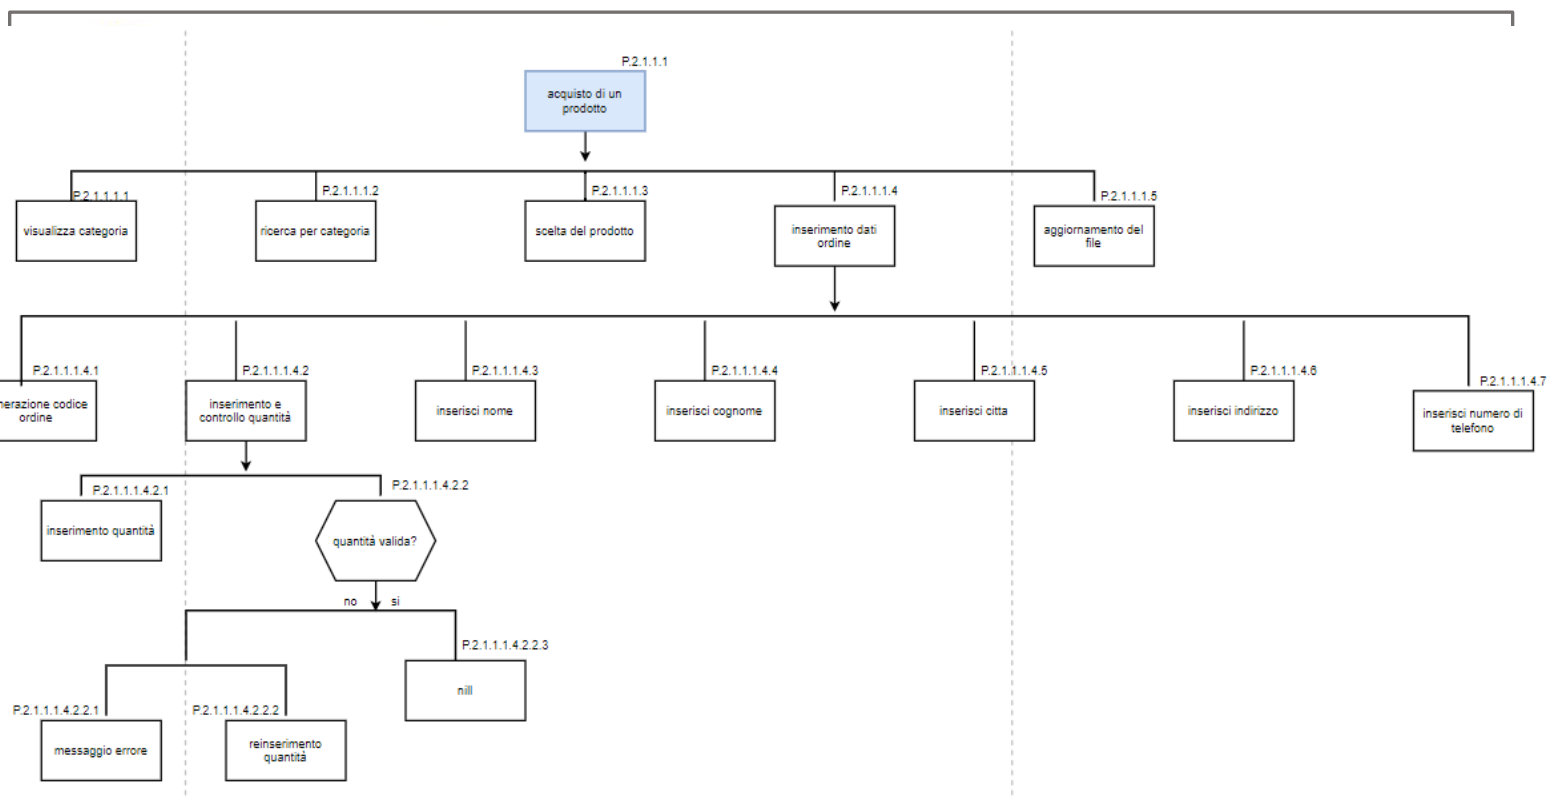 P.2.1.1.1
acquisto di un
prodotto
P.2.1.1.1.1
visualizza categoria
P.2.1.1.1.2
ricerca per categoria
P.2.1.1.1.3
scelta del prodotto
P.2.1.1.1.4
inserimento dati
ordine
P.2.1.1.1.5
aggiornamento del
file
P.2.1.1.1.4.1
nerazione codice
ordine
P.2.1.1.1.4.2
inserimento e
controllo quantità
P.2.1.1.1.4.3
inserisci nome
P.2.1.1.1.4.4
inserisci cognome
P.2.1.1.1.4.5
inserisci citta
P.2.1.1.1.4.6
inserisci indirizzo
P.2.1.1.1.4.7
inserisci numero di
telefono
P.2.1.1.1.4.2.1
inserimento quantità
P.2.1.1.1.4.2.2
quantità valida?
no
si
P.2.1.1.1.4.2.2.3
nill
P.2.1.1.1.4.2.2.1
messaggio errore
P.2.1.1.1.4.2.2.2
reinserimento
quantità